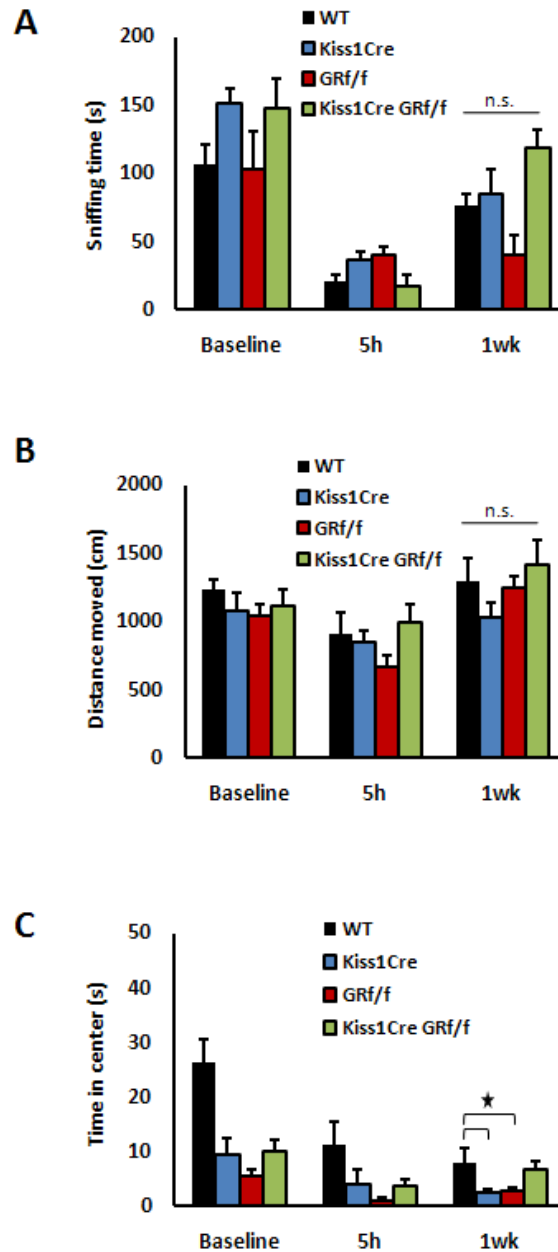 A
WT
Kiss1Cre
GRf/f
Kiss1Cre GRf/f
n.s.
Sniffing time (s)
200
150
100
50
0
Baseline 5h 1wk
B
WT
Kiss1Cre
GRf/f
Kiss1Cre GRf/f
n.s.
Distance moved (cm)
2000
1500
1000
500
0
Baseline 5h 1wk
C
WT
Kiss1Cre
GRf/f
Kiss1Cre GRf/f
★
Time in center (s)
50
40
30
20
10
0
Baseline 5h 1wk